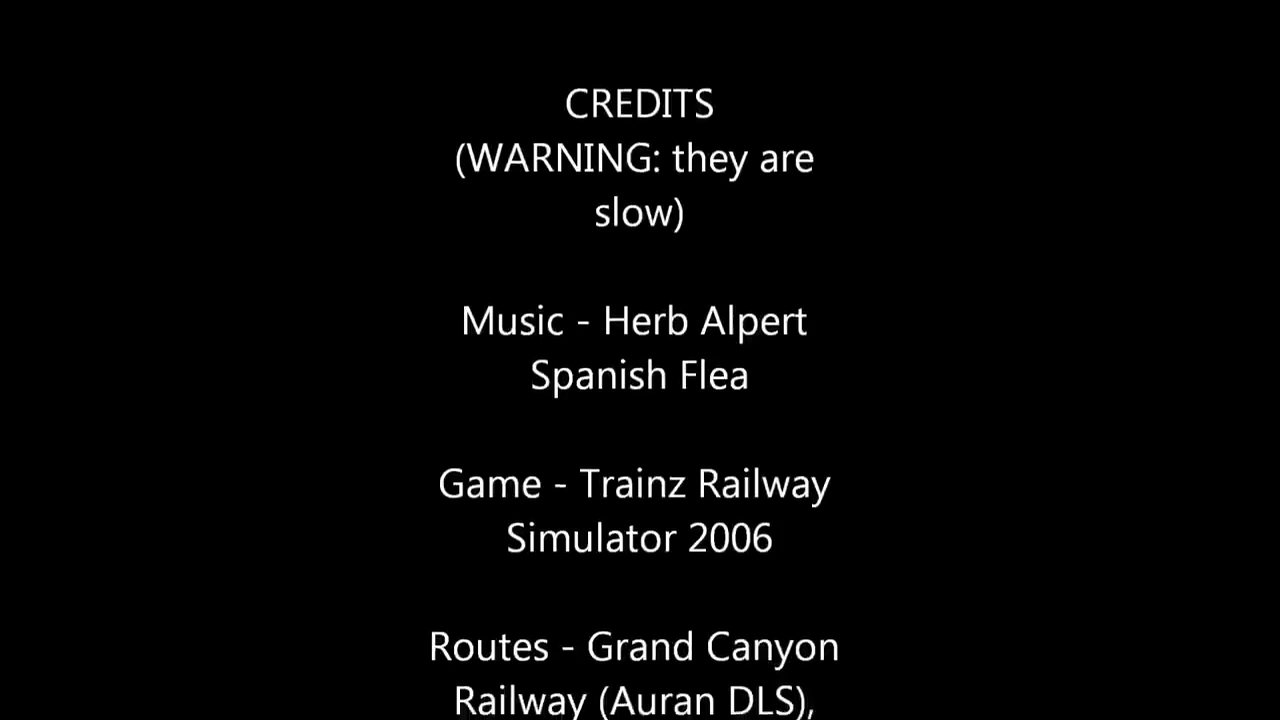 CREDITS
(WARNING: they are
slow)
Music - Herb Alpert
Spanish Flea
Game - Trainz Railway
Simulator 2006
Routes - Grand Canyon
Railway (Auran DLS),